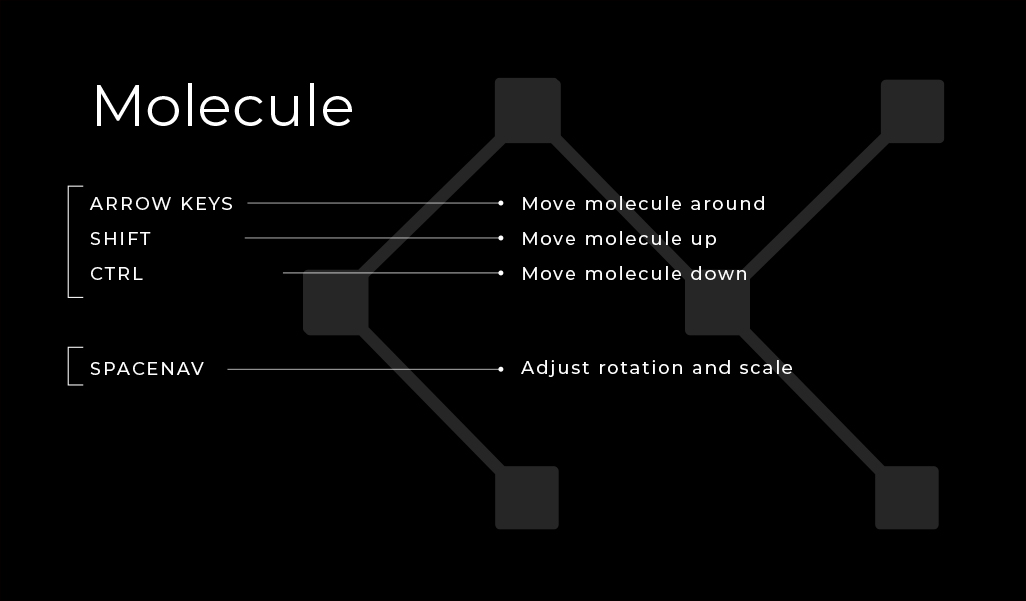 Molecule
ARROW KEYS Move molecule around
SHIFT Move molecule up
CTRL Move molecule down
SPACENAV Adjust rotation and scale